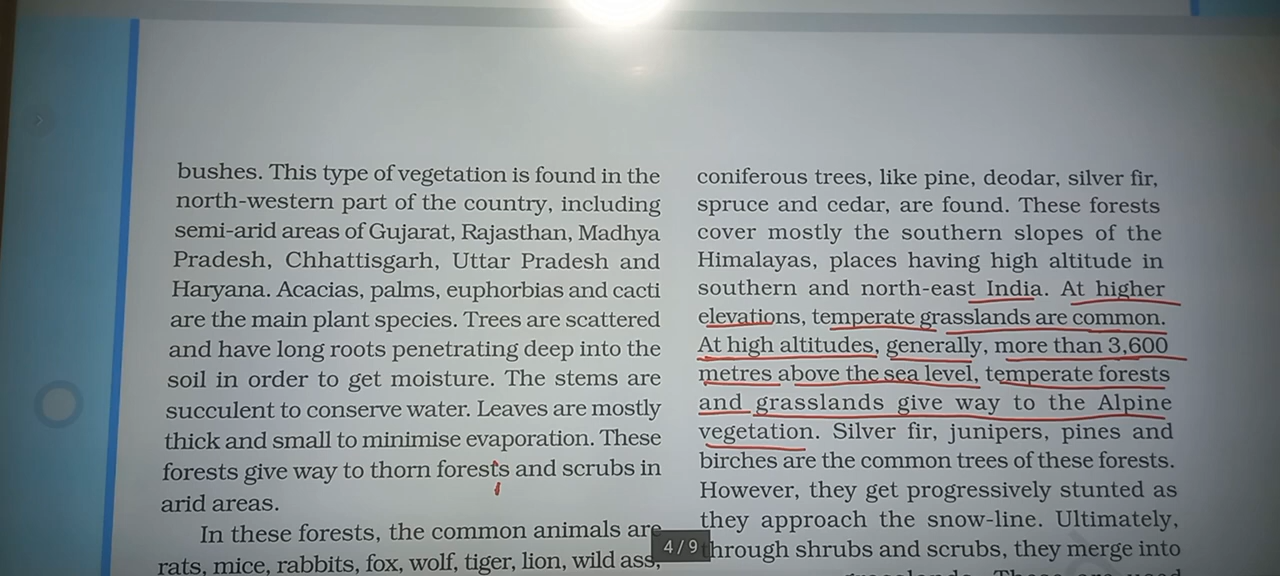 bushes. This type of vegetation is found in the
north-western part of the country, including
semi-arid areas of Gujarat, Rajasthan, Madhya
Pradesh, Chhattisgarh, Uttar Pradesh and
Haryana. Acacias, palms, euphorbias and cacti
are the main plant species. Trees are scattered
and have long roots penetrating deep into the
soil in order to get moisture. The stems are
succulent to conserve water. Leaves are mostly
thick and small to minimise evaporation. These
forests give way to thorn forests and scrubs in
arid areas.
In these forests, the common animals are
rats, mice, rabbits, fox, wolf, tiger, lion, wild ass,
coniferous trees, like pine, deodar, silver fir,
spruce and cedar, are found. These forests
cover mostly the southern slopes of the
Himalayas, places having high altitude in
southern and north-east India. At higher
elevations, temperate grasslands are common.
At high altitudes, generally, more than 3,600
metres above the sea level, temperate forests
and grasslands give way to the Alpine
vegetation. Silver fir, junipers, pines and
birches are the common trees of these forests.
However, they get progressively stunted as
they approach the snow-line. Ultimately,
through shrubs and scrubs, they merge into
4/9